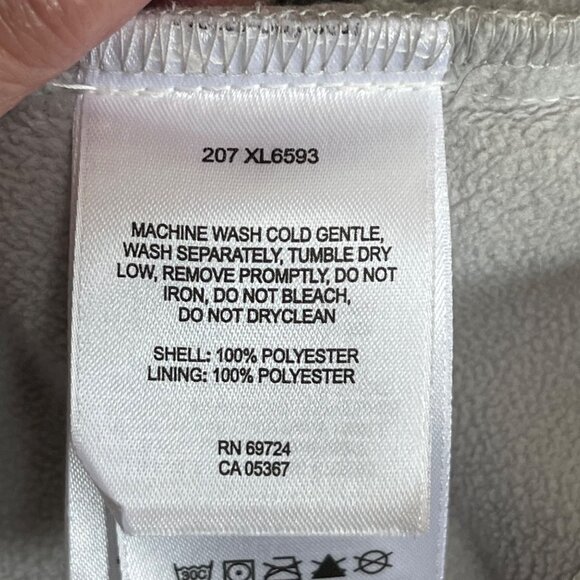 207 XL6593
MACHINE WASH COLD GENTLE,
WASH SEPARATELY, TUMBLE DRY
LOW, REMOVE PROMPTLY, DO NOT
IRON, DO NOT BLEACH,
DO NOT DRYCLEAN
SHELL: 100% POLYESTER
LINING: 100% POLYESTER
RN 69724
CA 05367
30C